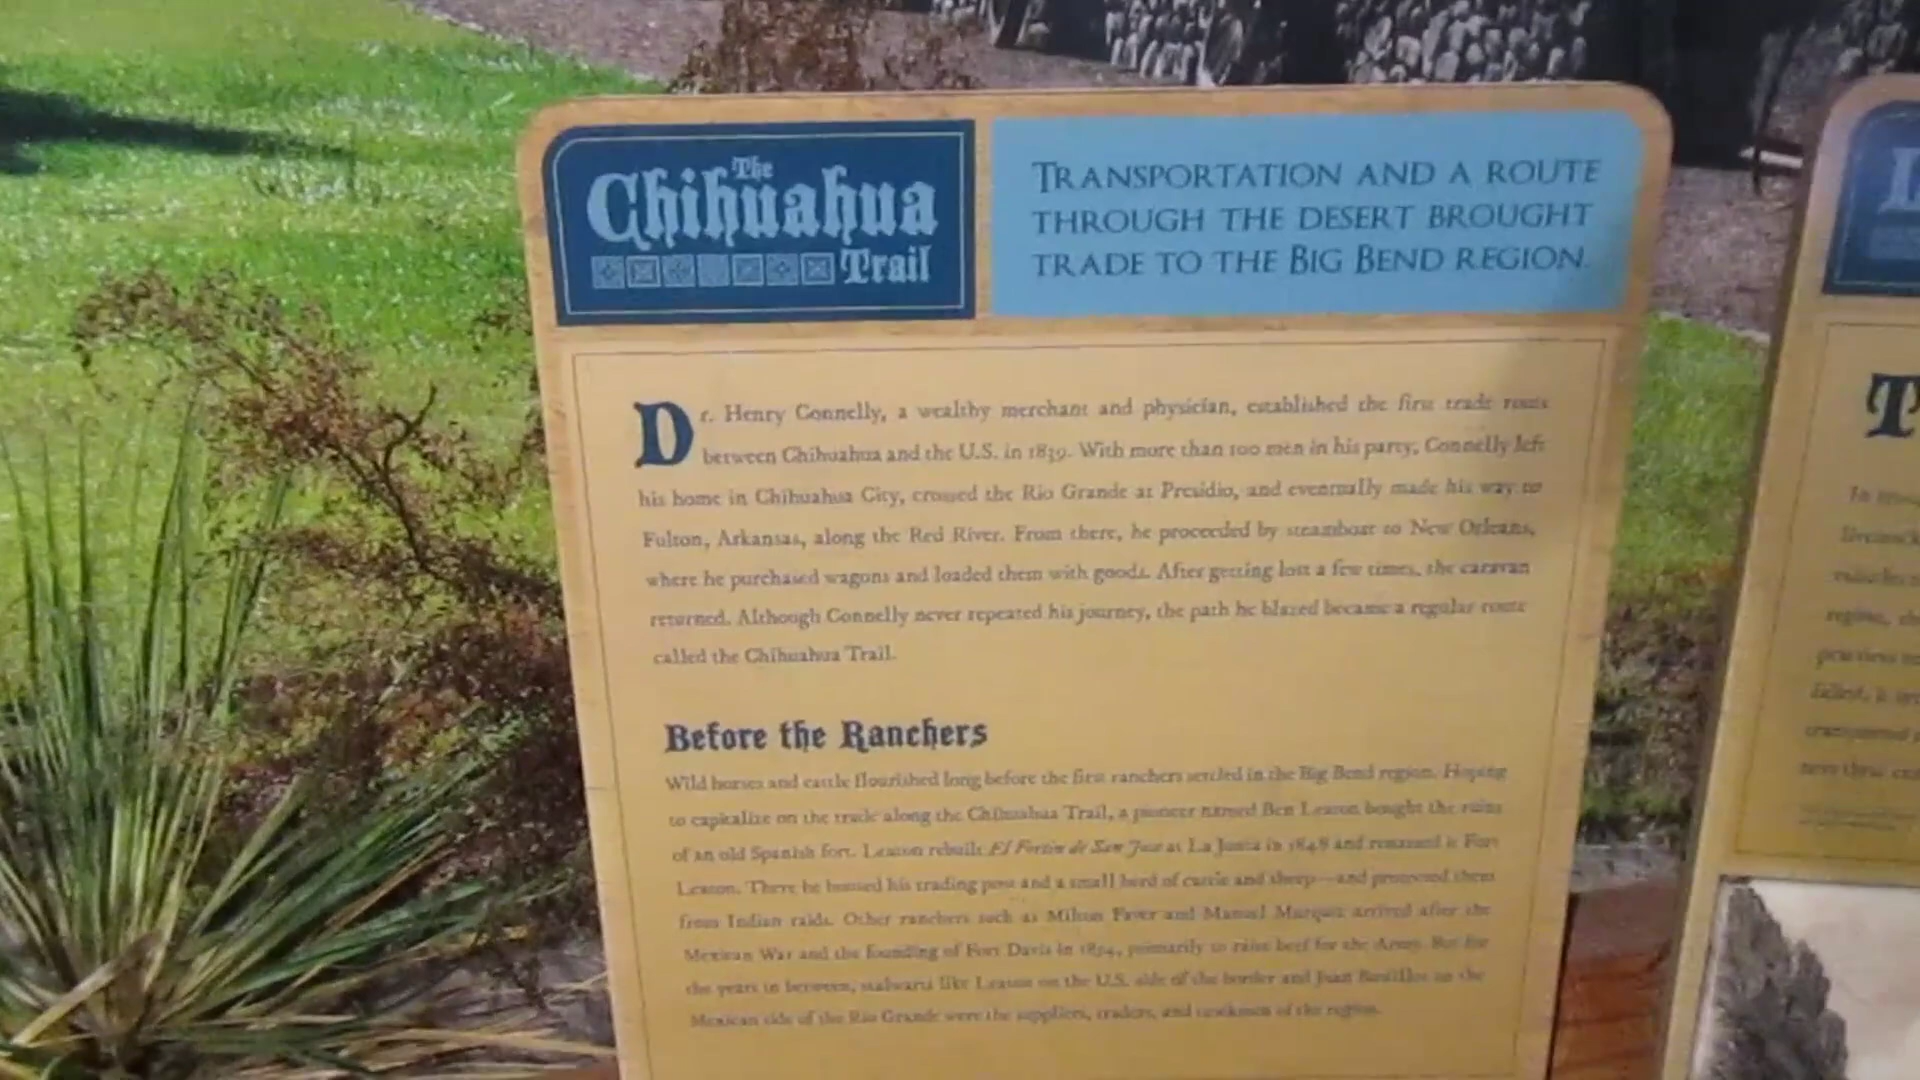 The
Chihuahua
Trail
TRANSPORTATION AND A ROUTE
THROUGH THE DESERT BROUGHT
TRADE TO THE BIG BEND REGION.
Dr. Henry Connelly, a wealthy merchant and physician, established the first trade route
between Chihuahua and the U.S. in 1839. With more than 100 men in his party, Connelly left
his home in Chihuahua City, crossed the Rio Grande at Presidio, and eventually made his way to
Fulton, Arkansas, along the Red River. From there, he proceeded by steamboat to New Orleans,
where he purchased wagons and loaded them with goods. After getting lost a few times, the caravan
returned. Although Connelly never repeated his journey, the path he blazed became a regular route
called the Chihuahua Trail.
Before the Ranchers
Wild horses and cattle flourished long before the first ranchers settled in the Big Bend region. Hoping
to capitalize on the trade along the Chihuahua Trail, a pioneer named Ben Leaton bought the ruins
of an old Spanish fort. Leaton rebuilt El Fortín de San Jose at La Junta in 1848 and renamed it Fort
Leaton. There he housed his trading post and a small herd of cattle and sheep—and protected them
from Indian raids. Other ranchers such as Milton Faver and Manuel Marquez arrived after the
Mexican War and the founding of Fort Davis in 1854, primarily to raise beef for the Army. But for
the years in between, stalwarts like Leaton on the U.S. side of the border and Juan on the
Mexican side of the Rio Grande were the suppliers, traders, and stockmen of the region.
T
In